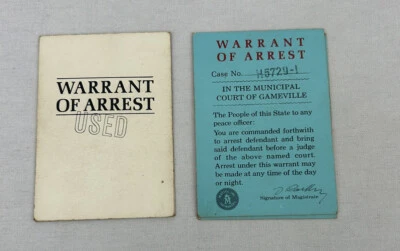 WARRANT
OF ARREST
USED
WARRANT
OF ARREST
Case No. H5729-1
IN THE MUNICIPAL
COURT OF GAMEVILLE
The People of this State to any
peace officer:
You are commanded forthwith
to arrest defendant and bring
said defendant before a judge
of the above named court.
Arrest under this warrant may
be made at any time of the day
or night.
Signature of Magistrate